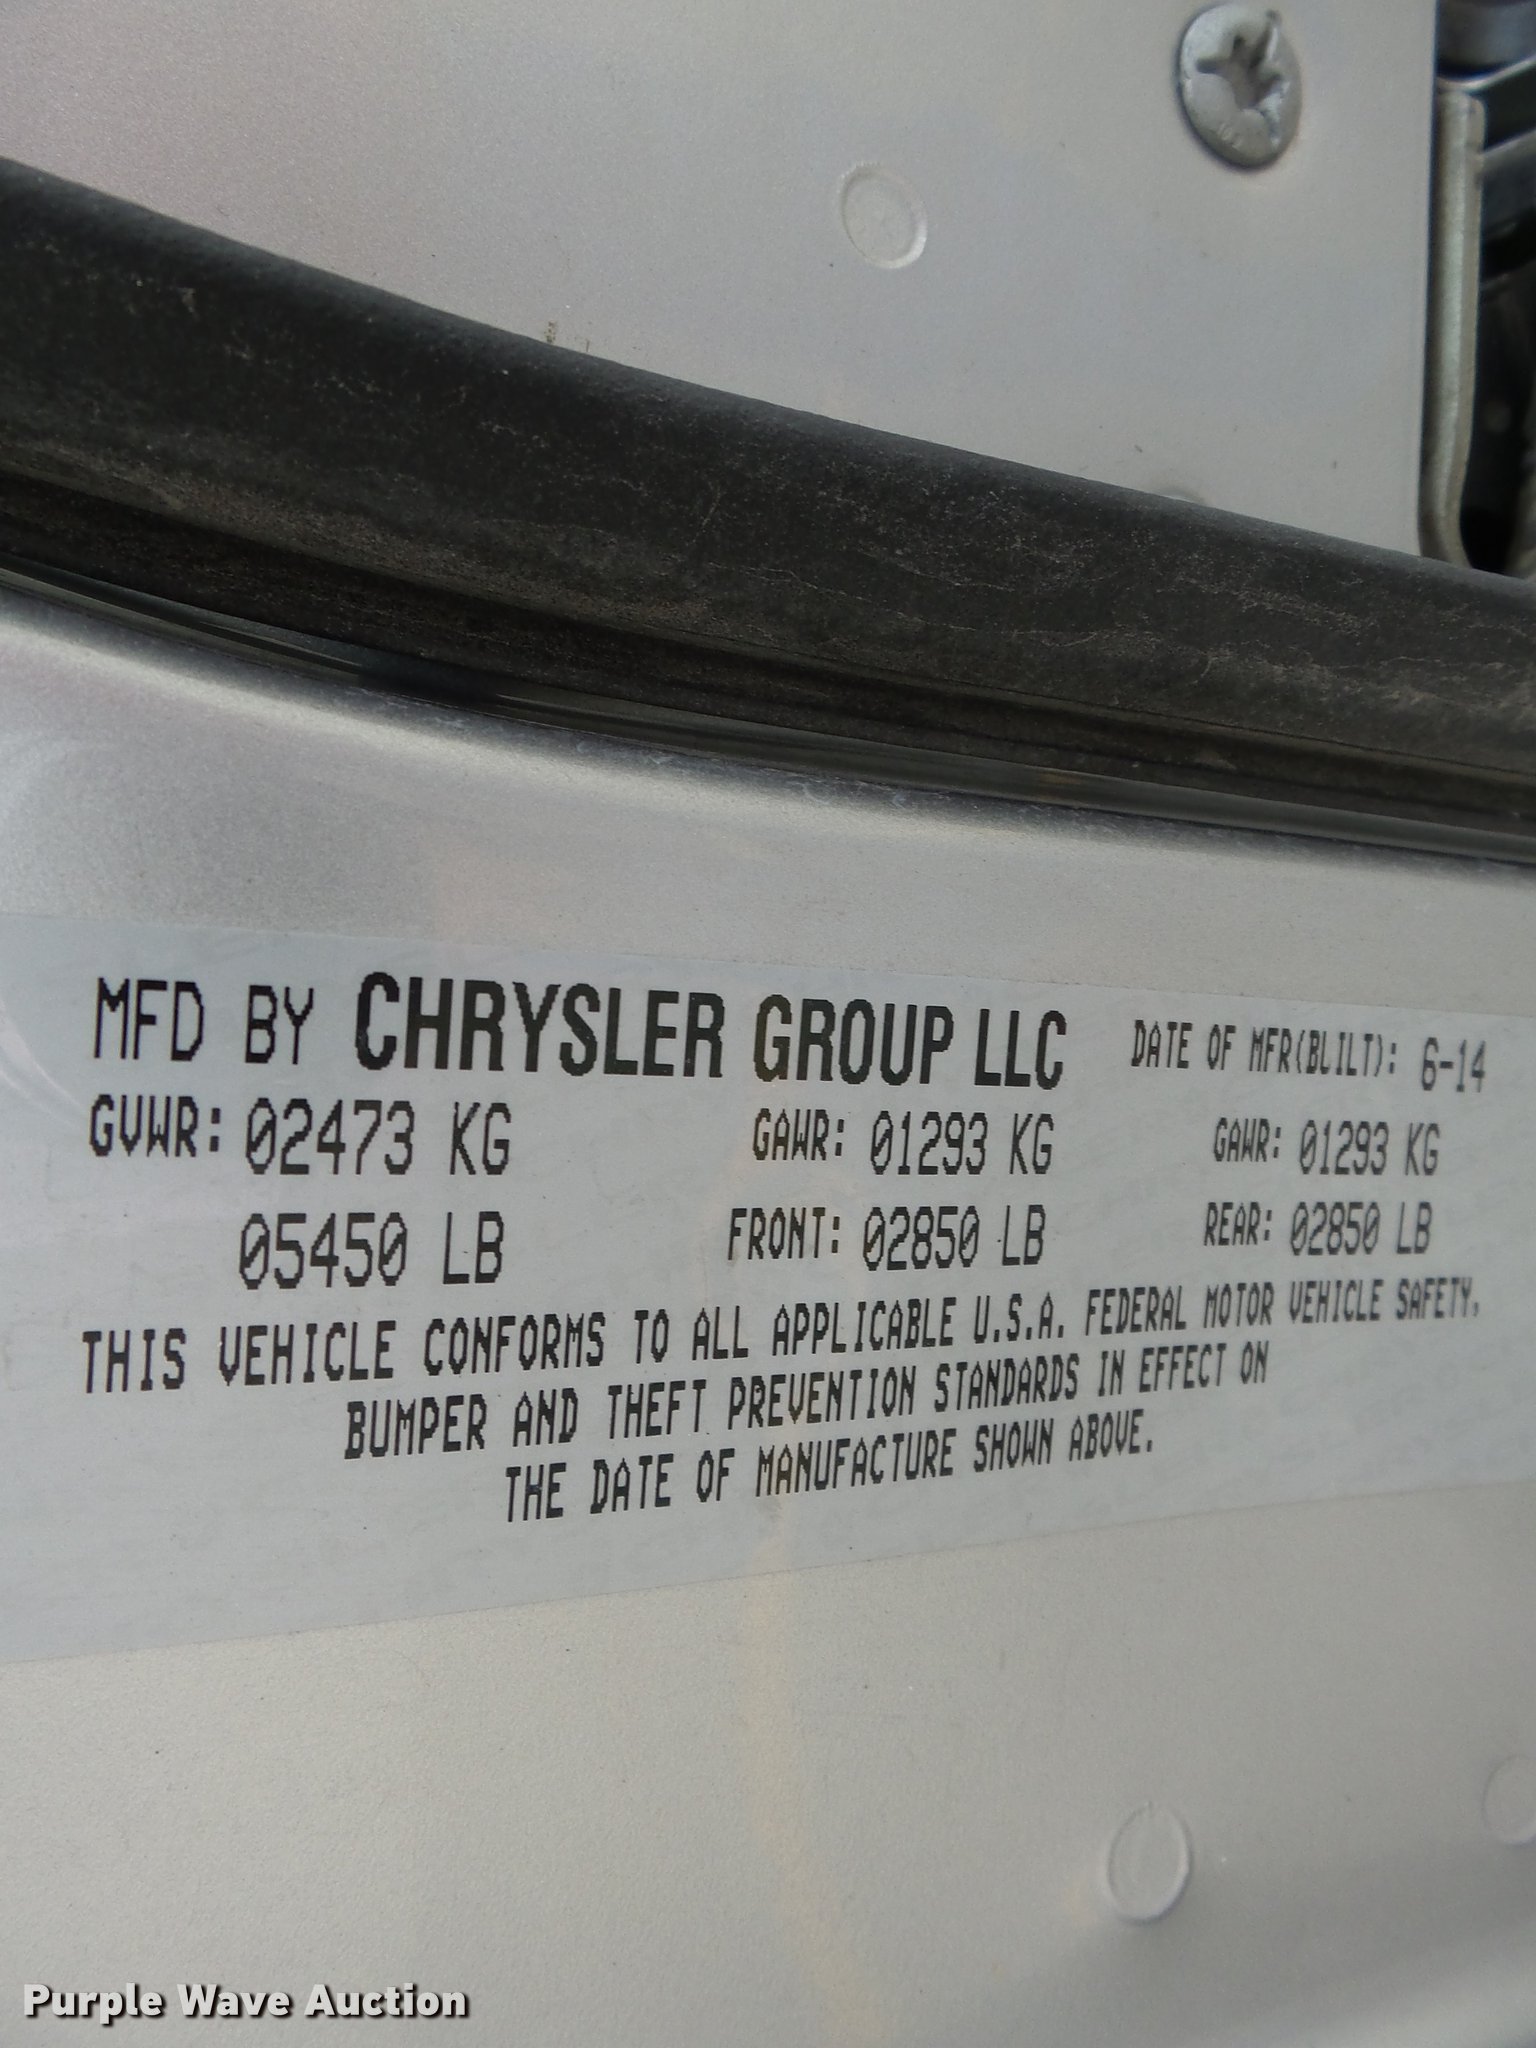 MFD BY CHRYSLER GROUP LLC DATE OF MFR(BUILT): 6-14
GVWR: 02473 KG GAWR: 01293 KG GAWR: 01293 KG
05450 LB FRONT: 02850 LB REAR: 02850 LB
THIS VEHICLE CONFORMS TO ALL APPLICABLE U.S.A. FEDERAL MOTOR VEHICLE SAFETY,
BUMPER AND THEFT PREVENTION STANDARDS IN EFFECT ON
THE DATE OF MANUFACTURE SHOWN ABOVE.
Purple Wave Auction